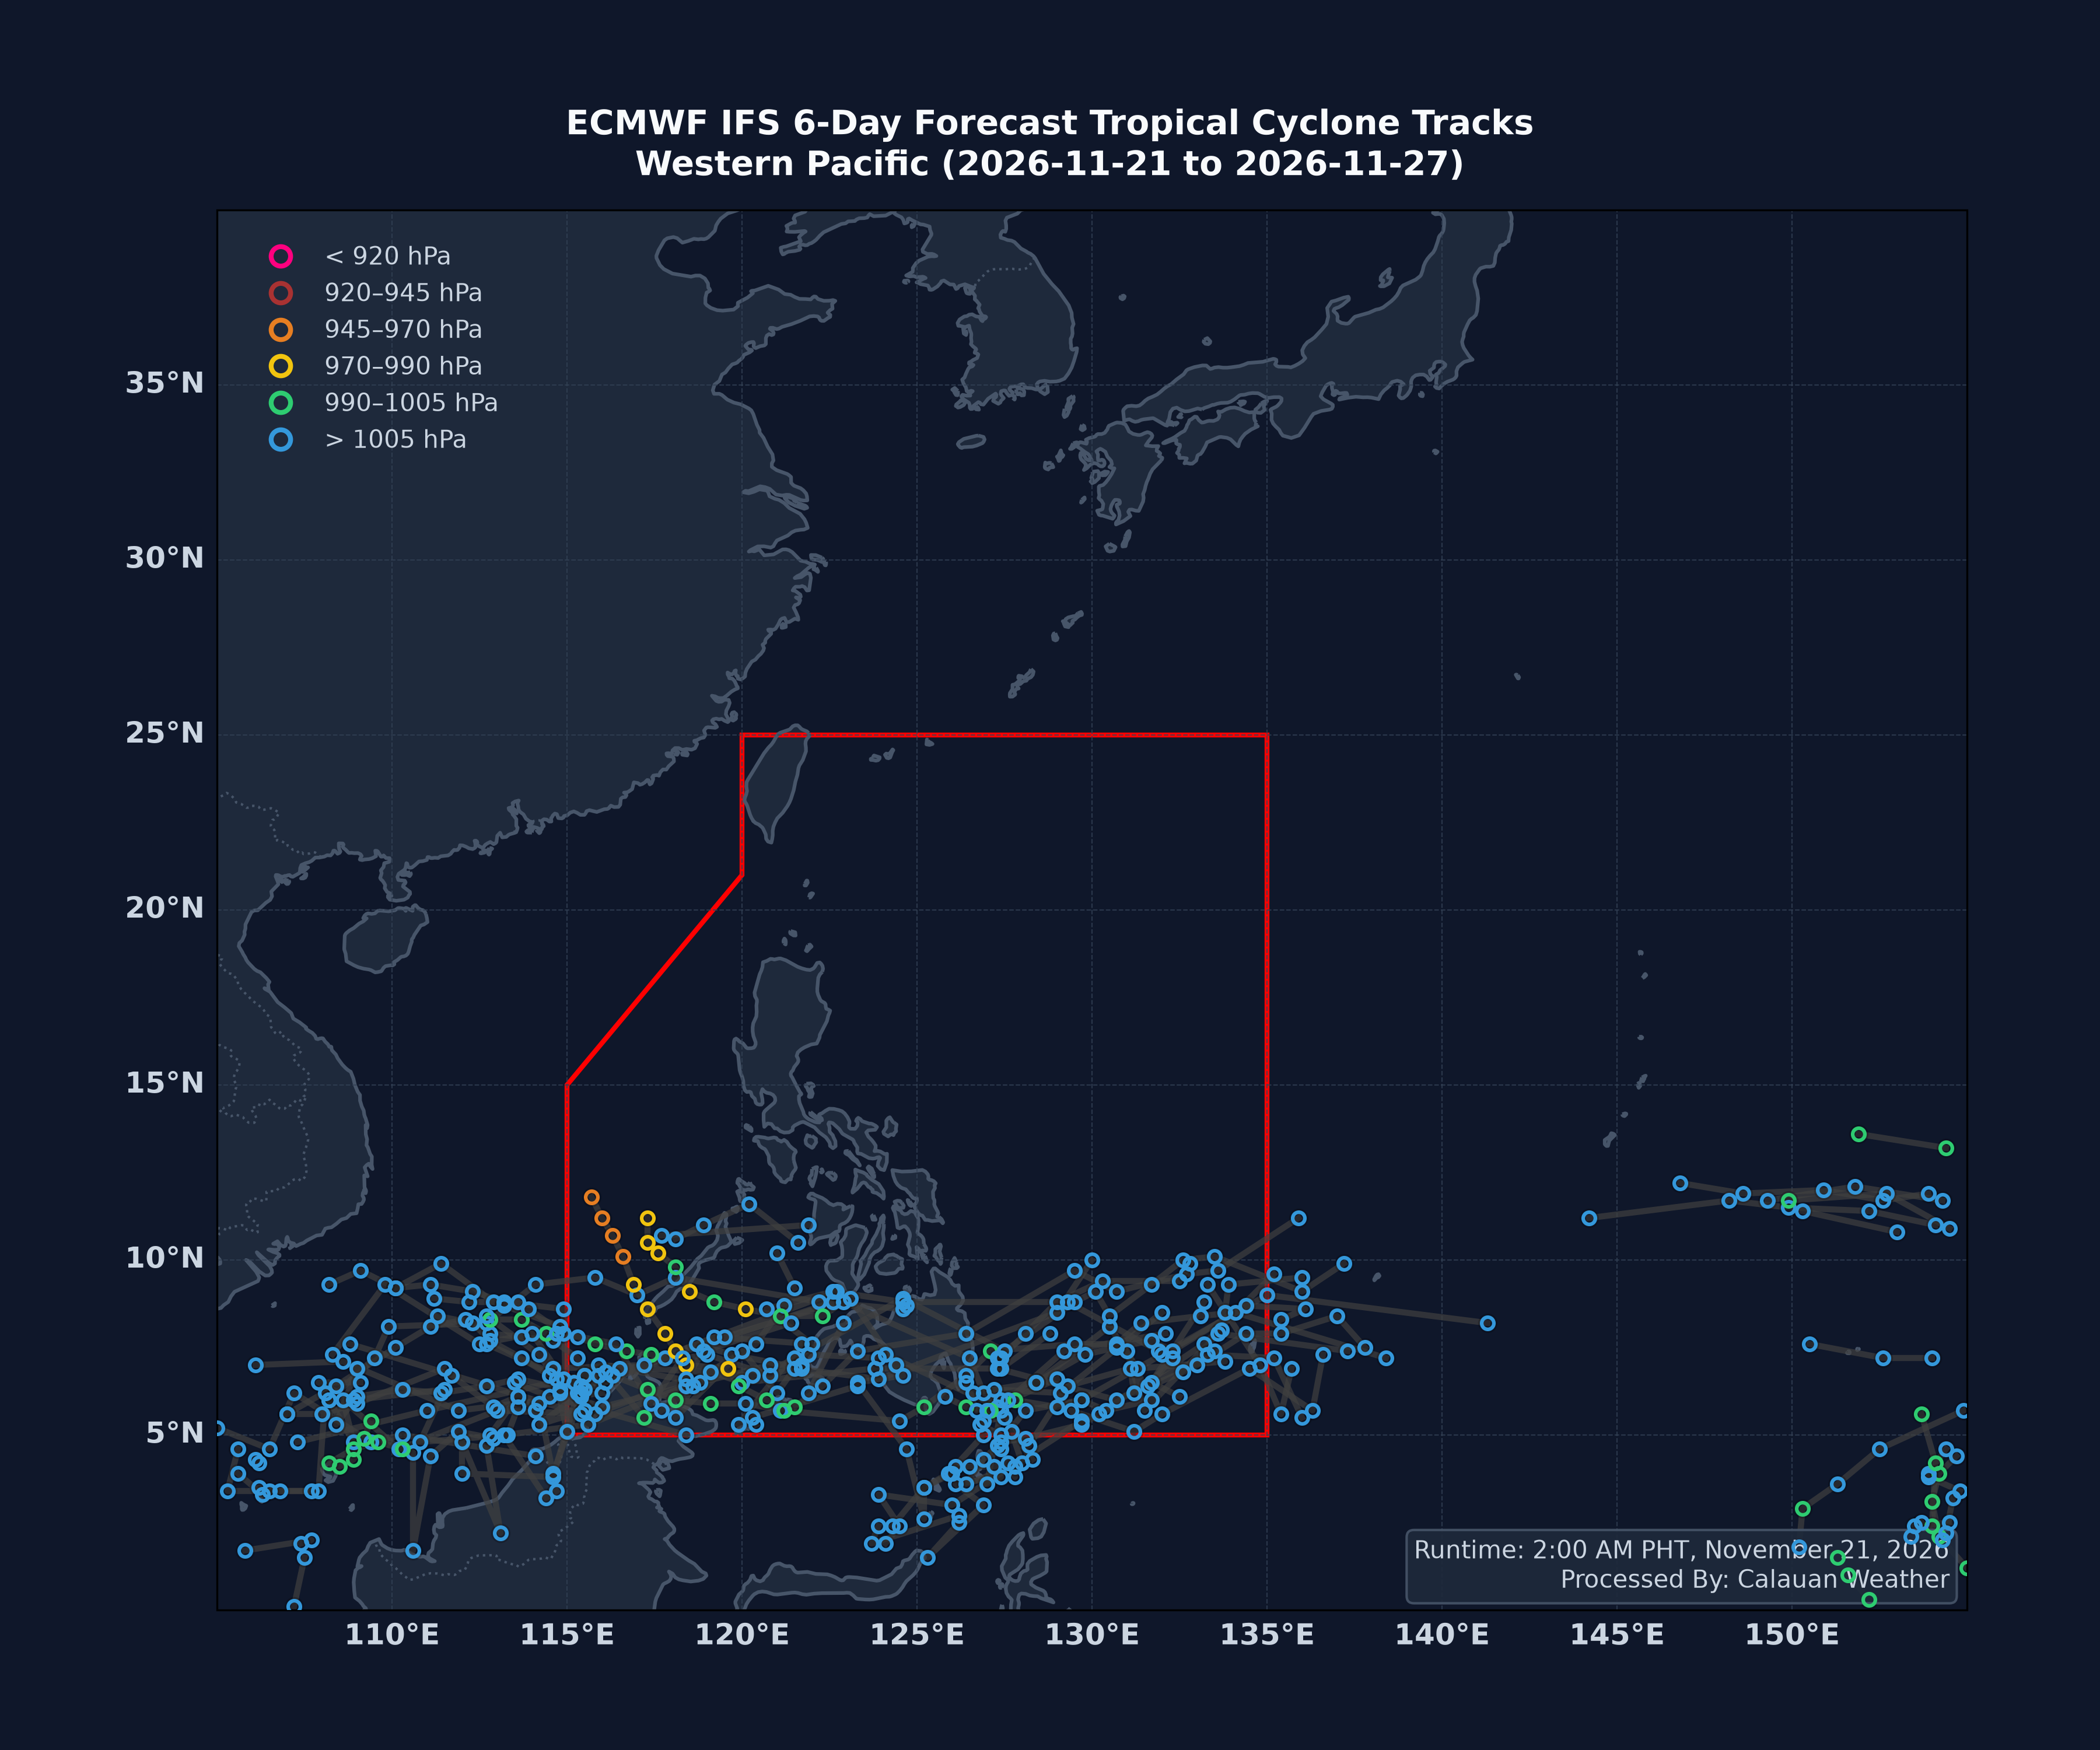 ECMWF IFS 6-Day Forecast Tropical Cyclone Tracks
Western Pacific (2026-11-21 to 2026-11-27)
< 920 hPa
920–945 hPa
945–970 hPa
970–990 hPa
990–1005 hPa
> 1005 hPa
35°N
30°N
25°N
20°N
15°N
10°N
5°N
Runtime: 2:00 AM PHT, November 21, 2026
Processed By: Calauan Weather
110°E
115°E
120°E
125°E
130°E
135°E
140°E
145°E
150°E